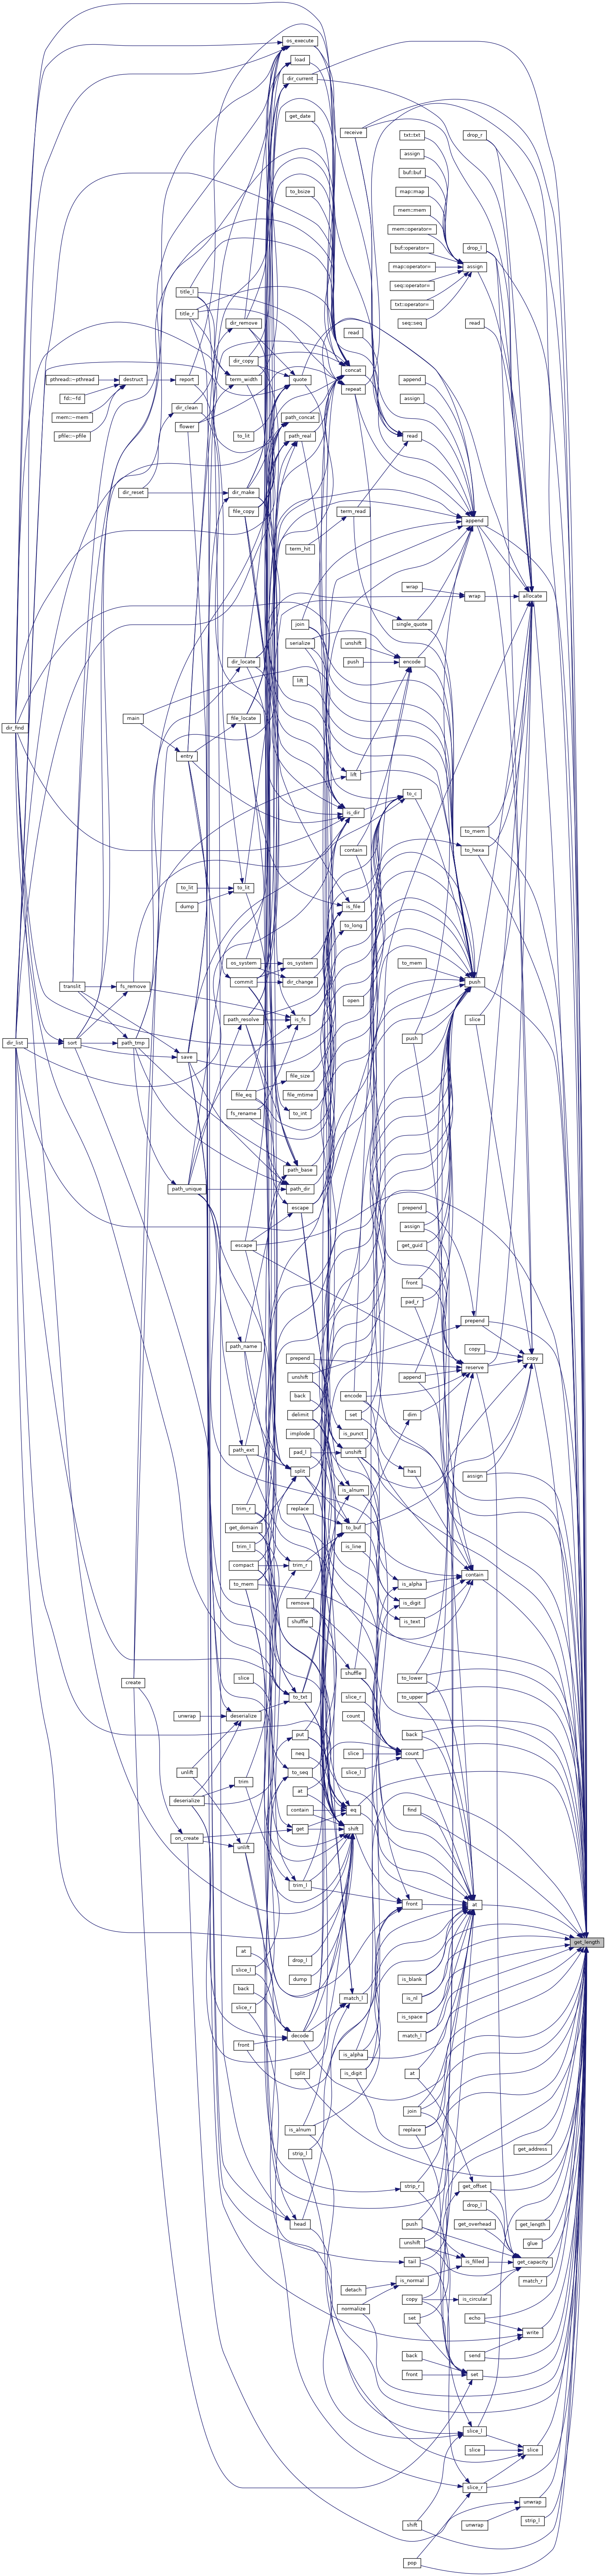 os_execute
load
dir_current
get_date
receive
txt::txt
drop_r
assign
buf::buf
map::map
to_bsize
mem::mem
mem::operator=
buf::operator=
drop_l
map::operator=
assign
seq::operator=
title_l
txt::operator=
title_r
dir_remove
seq::seq
read
read
dir_copy
concat
pthread::~pthread
destruct
report
term_width
quote
append
repeat
fd::~fd
assign
mem::~mem
dir_clean
path_concat
flower
pfile::~pfile
to_lit
path_real
read
dir_reset
dir_make
file_copy
term_read
append
term_hit
wrap
wrap
allocate
join
single_quote
serialize
unshift
dir_locate
push
encode
lift
main
file_locate
dir_find
entry
lift
to_c
is_dir
to_mem
contain
to_hexa
to_lit
to_lit
dump
is_file
to_long
os_system
os_system
to_mem
translit
fs_remove
commit
dir_change
push
open
path_resolve
is_fs
slice
push
dir_list
sort
path_tmp
save
file_size
file_eq
file_mtime
fs_rename
to_int
path_base
path_unique
path_dir
escape
prepend
assign
escape
get_guid
prepend
front
pad_r
path_name
copy
copy
prepend
reserve
unshift
append
back
encode
delimit
set
dim
implode
is_punct
path_ext
pad_l
unshift
split
has
assign
is_alnum
trim_r
replace
get_domain
to_buf
trim_l
is_line
compact
trim_r
contain
to_mem
is_alpha
remove
is_digit
shuffle
is_text
shuffle
create
slice
slice_r
to_lower
to_txt
to_upper
unwrap
deserialize
count
put
back
neq
slice
count
unlift
to_seq
slice_l
trim
at
deserialize
contain
eq
find
on_create
get
shift
unlift
trim_l
front
at
get_length
at
drop_l
slice_l
dump
is_blank
back
match_l
is_nl
slice_r
is_space
decode
match_l
front
is_alpha
get_address
split
is_digit
at
strip_r
get_offset
join
is_alnum
drop_l
replace
strip_l
head
push
get_overhead
get_length
unshift
glue
tail
is_filled
get_capacity
is_normal
match_r
detach
copy
is_circular
normalize
set
echo
write
back
send
front
set
slice_l
slice
slice
slice_r
unwrap
shift
unwrap
strip_l
pop